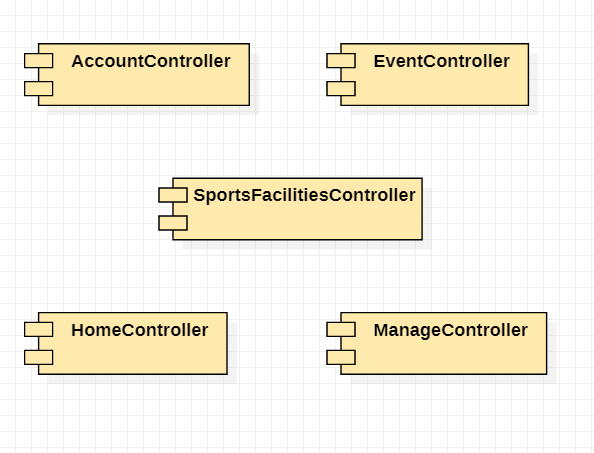 AccountController
EventController
SportsFacilitiesController
HomeController
ManageController